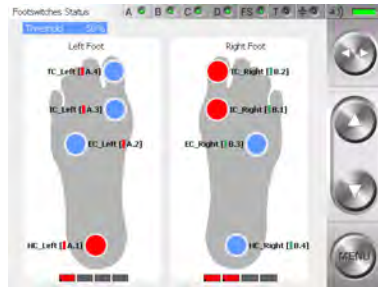 Footswitches Status A B C D FS T
Threshold 50%
Left Foot Right Foot
TC_Left [A.4] TC_Right [B.2]
IC_Left [A.3] IC_Right [B.1]
EC_Left [A.2] EC_Right [B.3]
HC_Left [A.1] HC_Right [B.4]
MENU